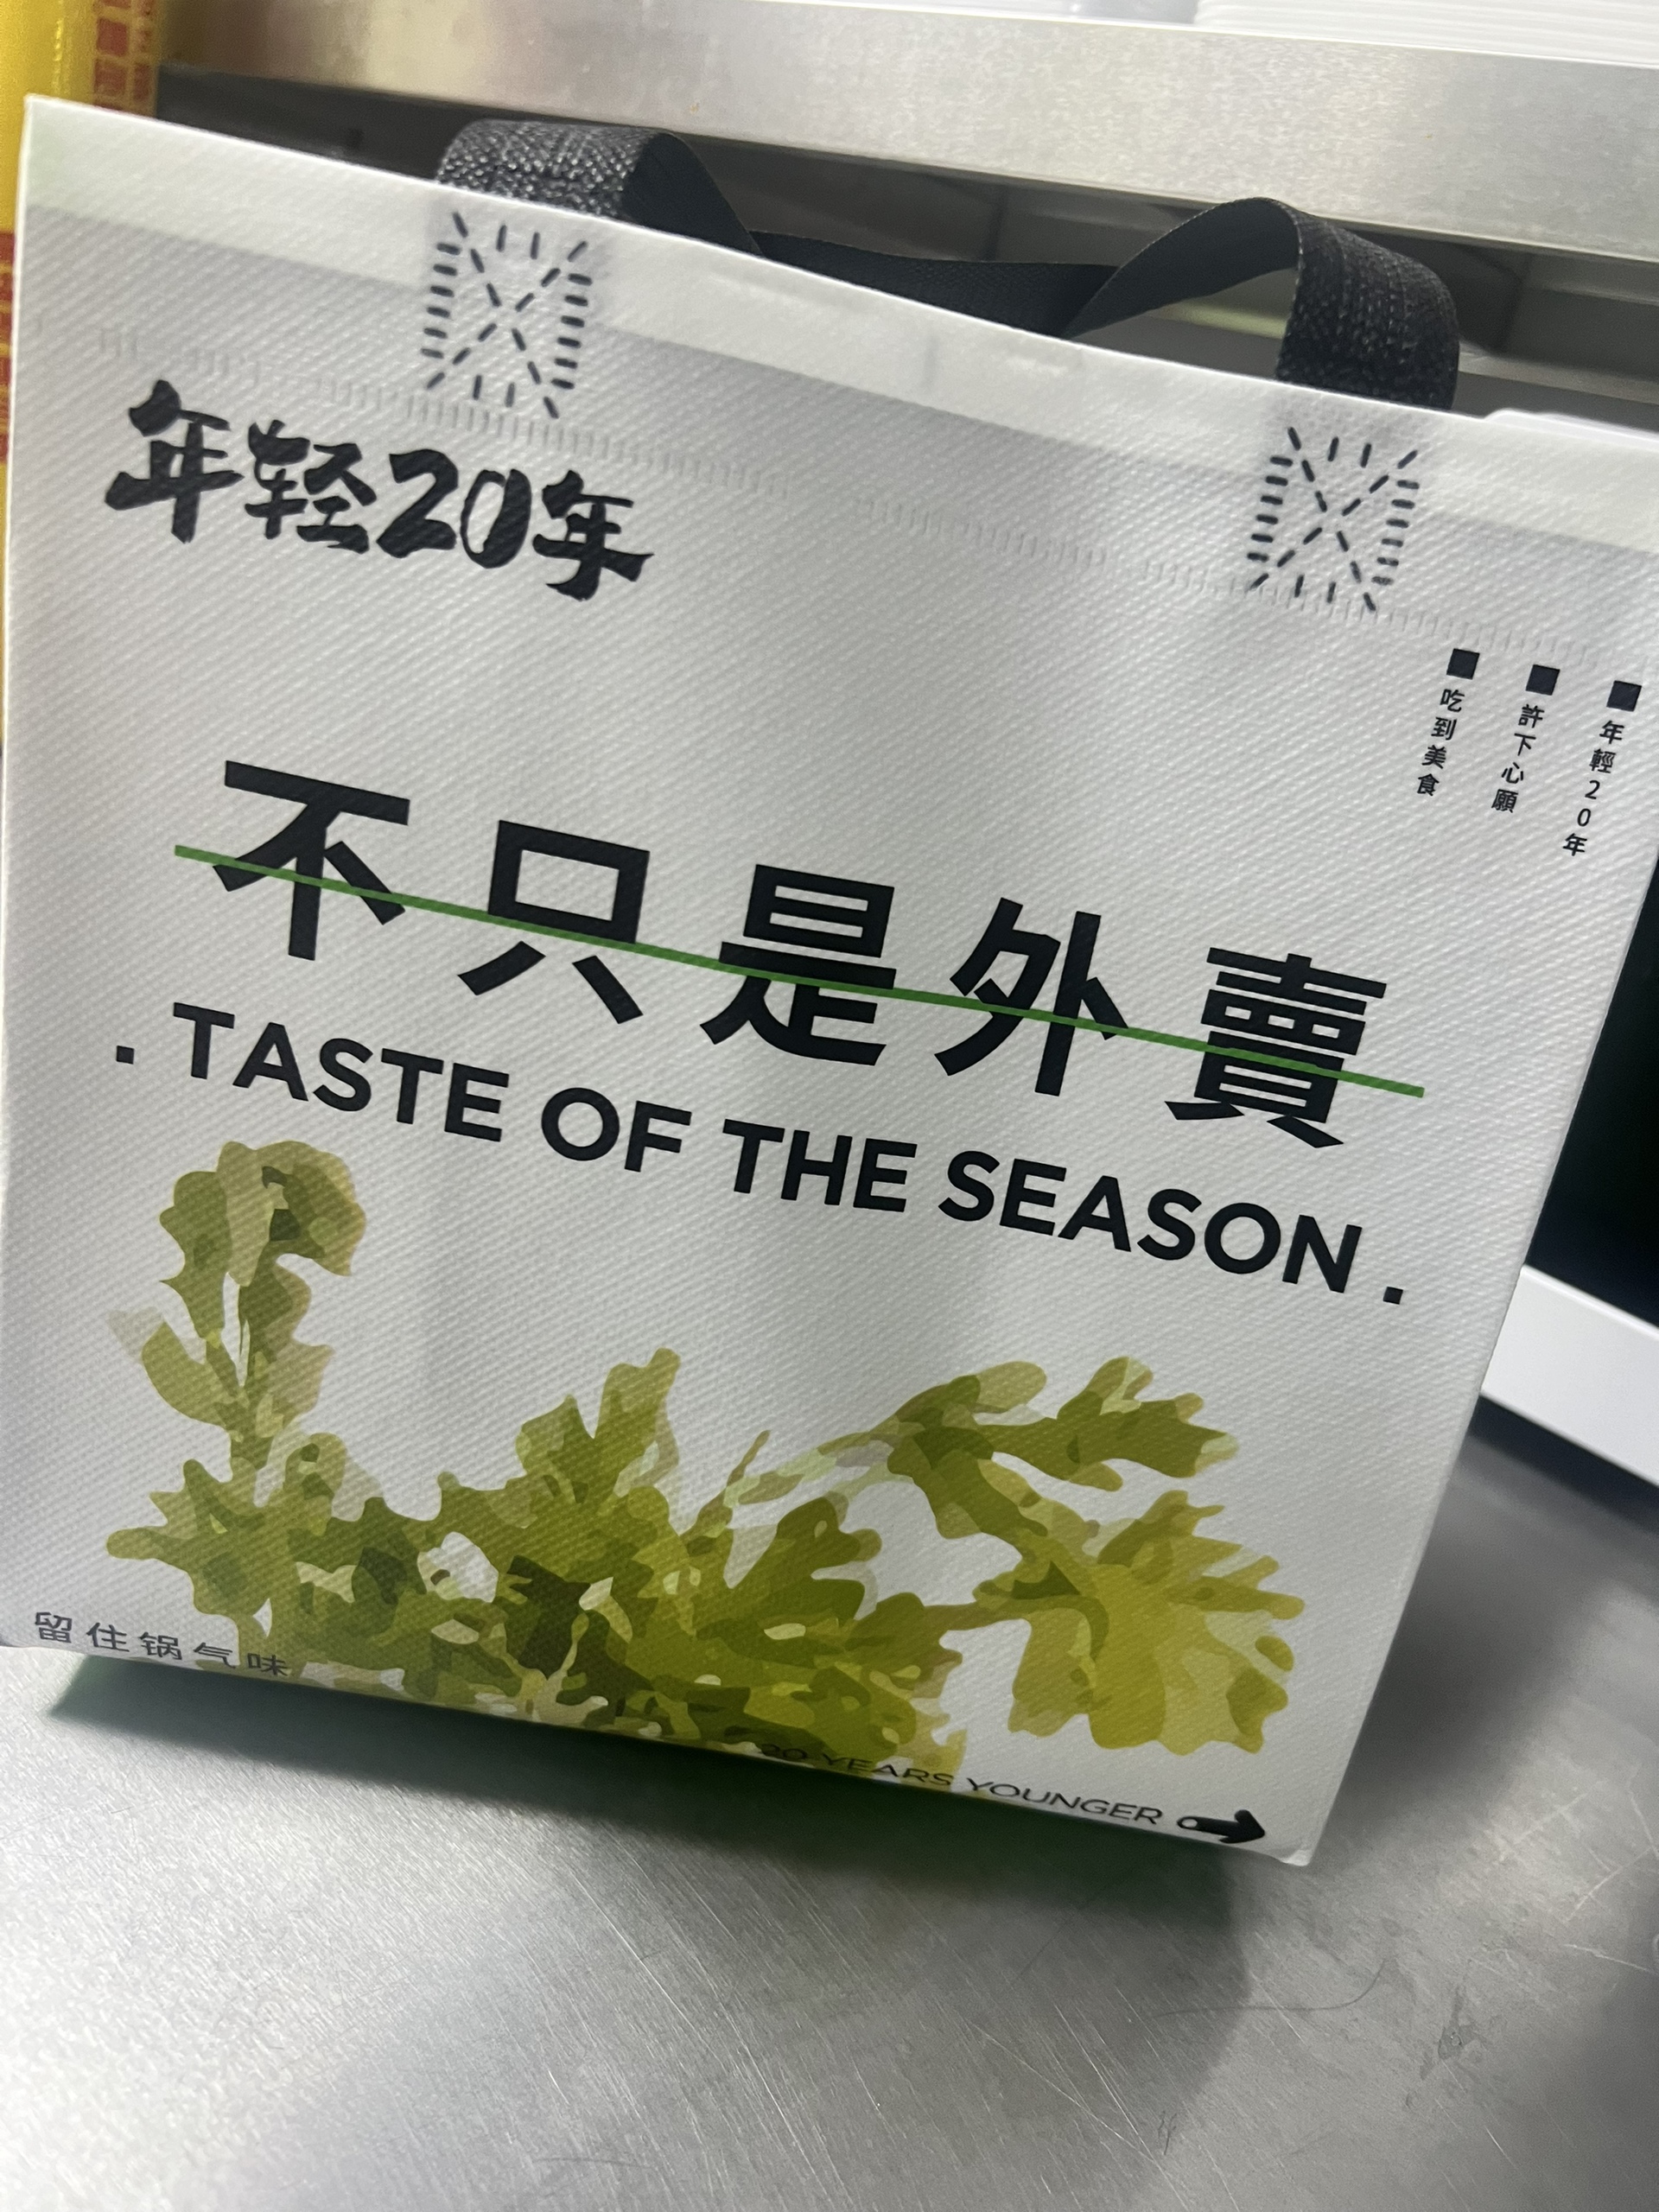 年轻20年
年輕20年
許下心願
吃到美食
不只是外賣
. TASTE OF THE SEASON .
留住锅气味
20 YEARS YOUNGER